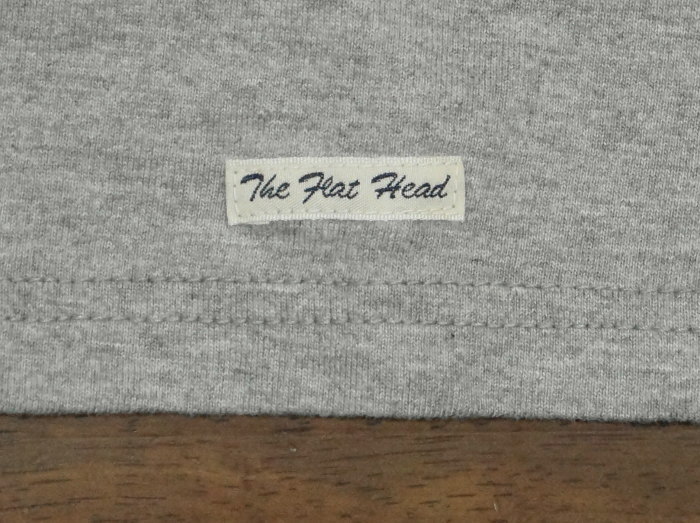 The Flat Head